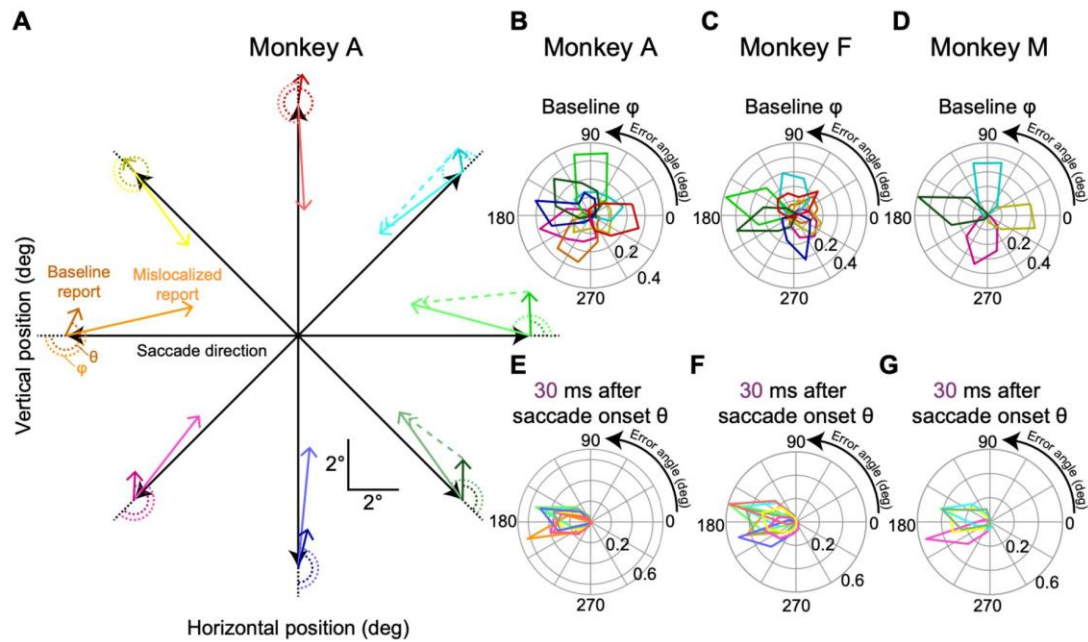 A
Monkey A
Baseline report
Mislocalized report
Saccade direction
θ
φ
2°
2°
Vertical position (deg)
Horizontal position (deg)
B
Monkey A
Baseline φ
90
Error angle (deg)
180
0
0.2
0.4
270
C
Monkey F
Baseline φ
90
Error angle (deg)
180
0
0.2
0.4
270
D
Monkey M
Baseline φ
90
Error angle (deg)
180
0
0.2
0.4
270
E
30 ms after
saccade onset θ
90
Error angle (deg)
180
0
0.2
0.6
270
F
30 ms after
saccade onset θ
90
Error angle (deg)
180
0
0.2
0.6
270
G
30 ms after
saccade onset θ
90
Error angle (deg)
180
0
0.2
0.6
270